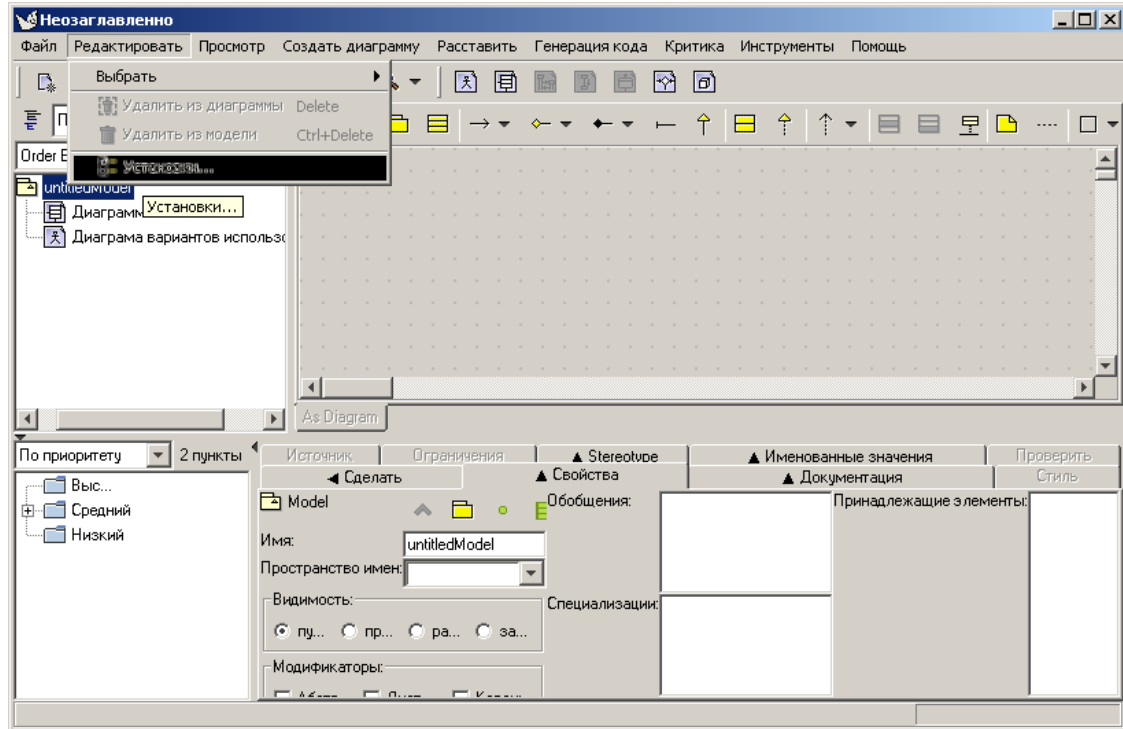 Неозаглавленно
Файл Редактировать Просмотр Создать диаграмму Расставить Генерация кода Критика Инструменты Помощь
Выбрать
Удалить из диаграммы Delete
Удалить из модели Ctrl+Delete
Установки...
Order
untitledModel
Установки...
Диаграмм
Диаграма вариантов использо
As Diagram
По приоритету 2 пункты
Выс...
Средний
Низкий
Источник Ограничения Stereotype Именованные значения Проверить
Сделать Свойства Документация Стиль
Model
Обобщения:
Принадлежащие элементы:
Имя: untitledModel
Пространство имен:
Видимость:
Специализации:
пу... пр... ра... за...
Модификаторы: